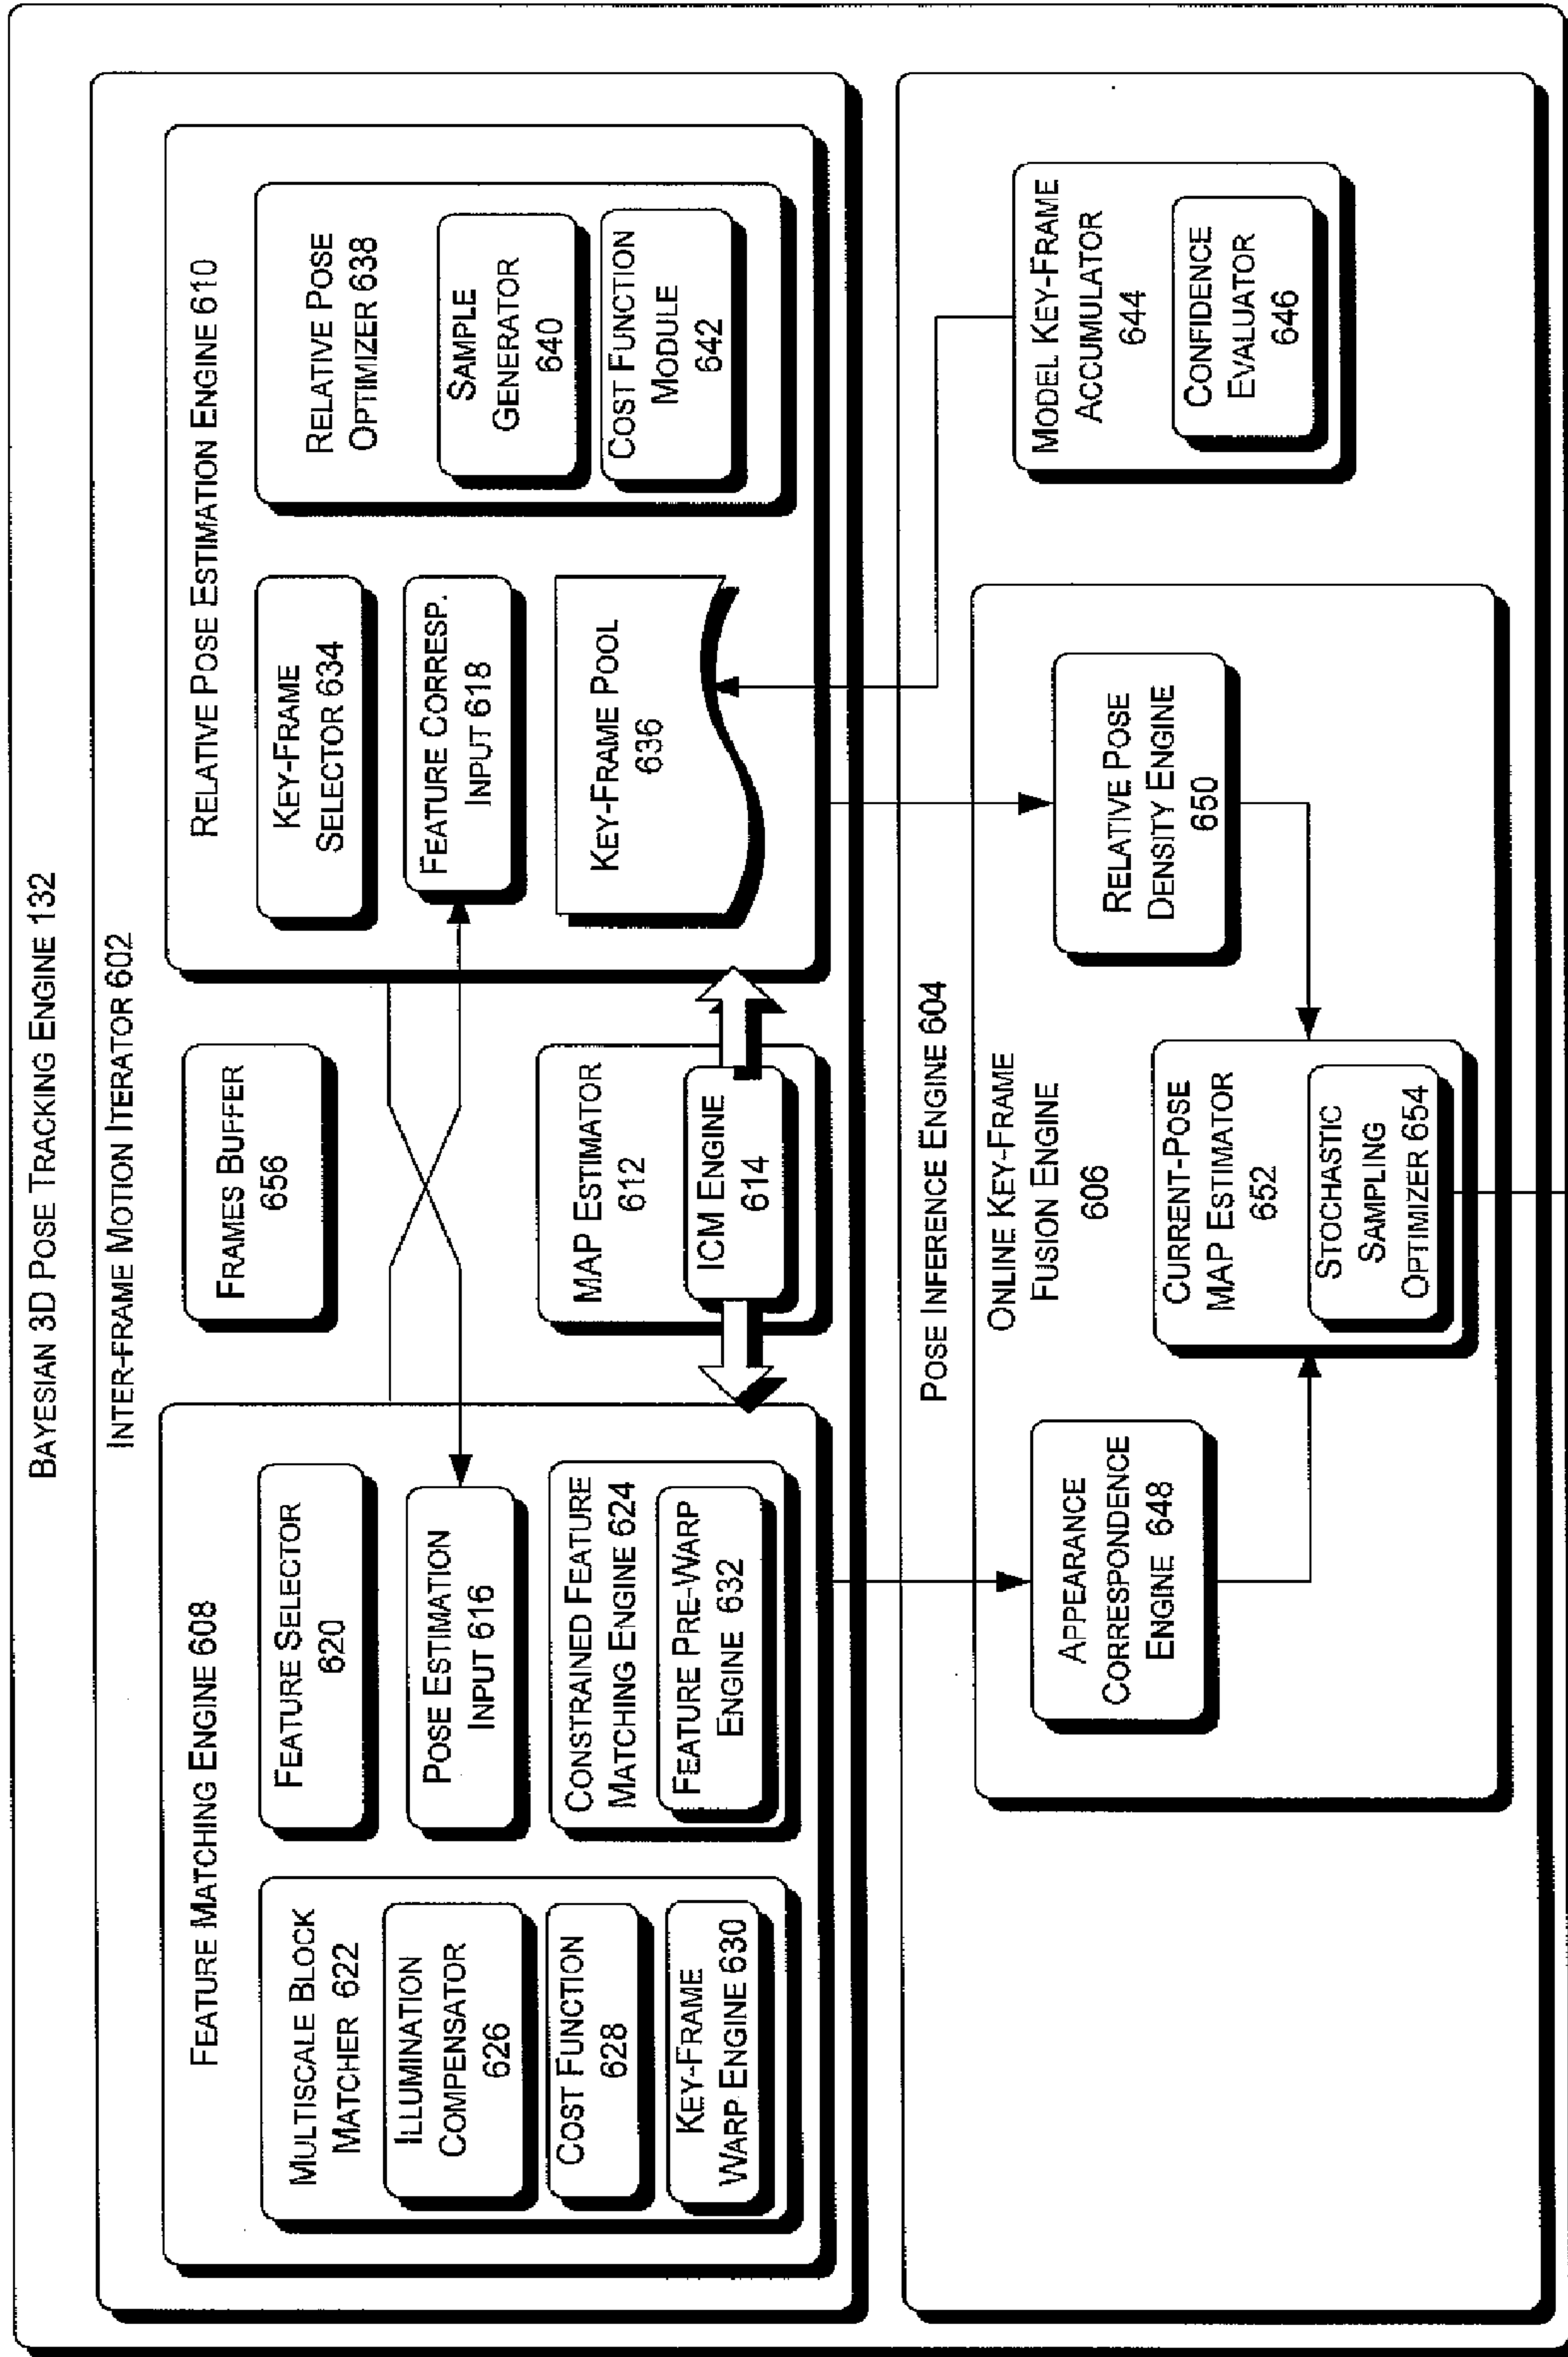 BAYESIAN 3D POSE TRACKING ENGINE 132
INTER-FRAME MOTION ITERATOR 602
FEATURE MATCHING ENGINE 608
MULTISCALE BLOCK
MATCHER 622
ILLUMINATION
COMPENSATOR
626
COST FUNCTION
628
KEY-FRAME
WARP ENGINE 630
FEATURE SELECTOR
620
POSE ESTIMATION
INPUT 616
CONSTRAINED FEATURE
MATCHING ENGINE 624
FEATURE PRE-WARP
ENGINE 632
FRAMES BUFFER
656
MAP ESTIMATOR
612
ICM ENGINE
614
RELATIVE POSE ESTIMATION ENGINE 610
KEY-FRAME
SELECTOR 634
FEATURE CORRESP.
INPUT 618
KEY-FRAME POOL
636
RELATIVE POSE
OPTIMIZER 638
SAMPLE
GENERATOR
640
COST FUNCTION
MODULE
642
POSE INFERENCE ENGINE 604
ONLINE KEY-FRAME
FUSION ENGINE
606
APPEARANCE
CORRESPONDENCE
ENGINE 648
CURRENT-POSE
MAP ESTIMATOR
652
STOCHASTIC
SAMPLING
OPTIMIZER 654
RELATIVE POSE
DENSITY ENGINE
650
MODEL KEY-FRAME
ACCUMULATOR
644
CONFIDENCE
EVALUATOR
646